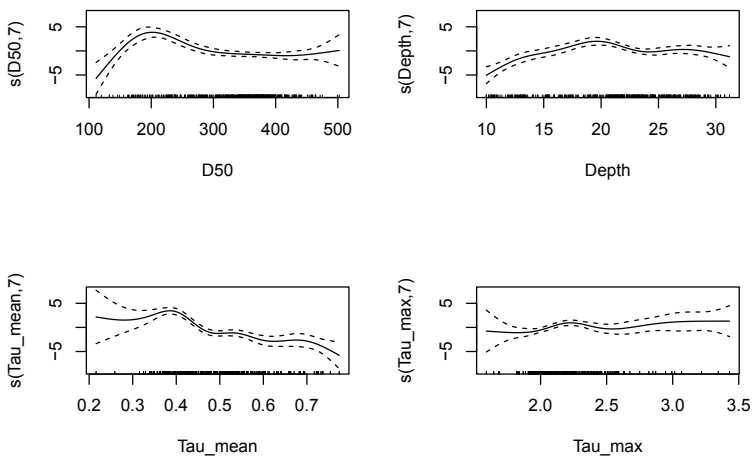 s(D50,7)
5
−5
100 200 300 400 500
D50
s(Depth,7)
5
−5
10 15 20 25 30
Depth
s(Tau_mean,7)
5
−5
0.2 0.3 0.4 0.5 0.6 0.7
Tau_mean
s(Tau_max,7)
5
−5
2.0 2.5 3.0 3.5
Tau_max